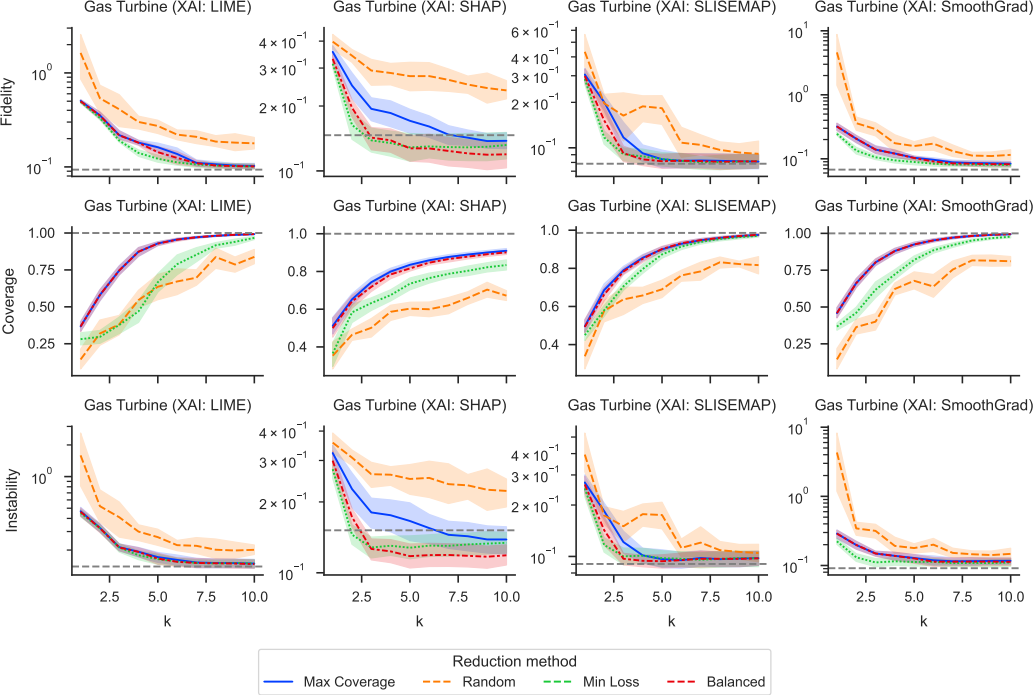 Gas Turbine (XAI: LIME) Gas Turbine (XAI: SHAP) Gas Turbine (XAI: SLISEMAP) Gas Turbine (XAI: SmoothGrad)
Fidelity
10⁰
10⁻¹
4 × 10⁻¹
3 × 10⁻¹
2 × 10⁻¹
10⁻¹
6 × 10⁻¹
4 × 10⁻¹
3 × 10⁻¹
2 × 10⁻¹
10⁻¹
10¹
10⁰
10⁻¹
Gas Turbine (XAI: LIME) Gas Turbine (XAI: SHAP) Gas Turbine (XAI: SLISEMAP) Gas Turbine (XAI: SmoothGrad)
Coverage
1.00
0.75
0.50
0.25
1.0
0.8
0.6
0.4
1.0
0.8
0.6
0.4
1.00
0.75
0.50
0.25
Gas Turbine (XAI: LIME) Gas Turbine (XAI: SHAP) Gas Turbine (XAI: SLISEMAP) Gas Turbine (XAI: SmoothGrad)
Instability
10⁰
4 × 10⁻¹
3 × 10⁻¹
2 × 10⁻¹
10⁻¹
4 × 10⁻¹
3 × 10⁻¹
2 × 10⁻¹
10⁻¹
10¹
10⁰
10⁻¹
2.5 5.0 7.5 10.0 2.5 5.0 7.5 10.0 2.5 5.0 7.5 10.0 2.5 5.0 7.5 10.0
k k k k
Reduction method
Max Coverage Random Min Loss Balanced